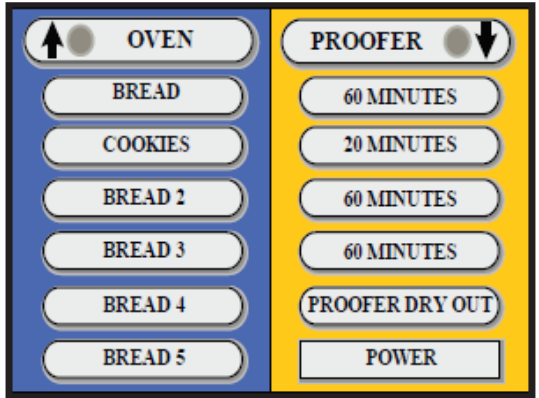 OVEN
BREAD
COOKIES
BREAD 2
BREAD 3
BREAD 4
BREAD 5
PROOFER
60 MINUTES
20 MINUTES
60 MINUTES
60 MINUTES
PROOFER DRY OUT
POWER